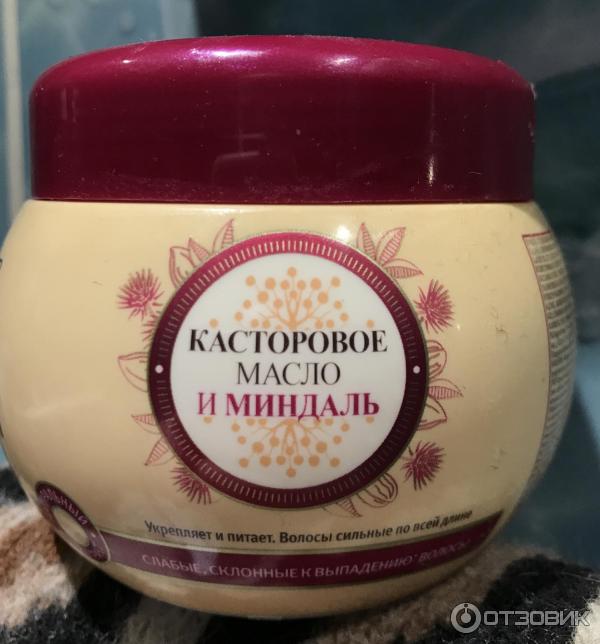 КАСТОРОВОЕ
МАСЛО
И МИНДАЛЬ
Укрепляет и питает. Волосы сильные по всей длине
СЛАБЫЕ, СКЛОННЫЕ К ВЫПАДЕНИЮ* ВОЛОСЫ
ОТЗОВИК